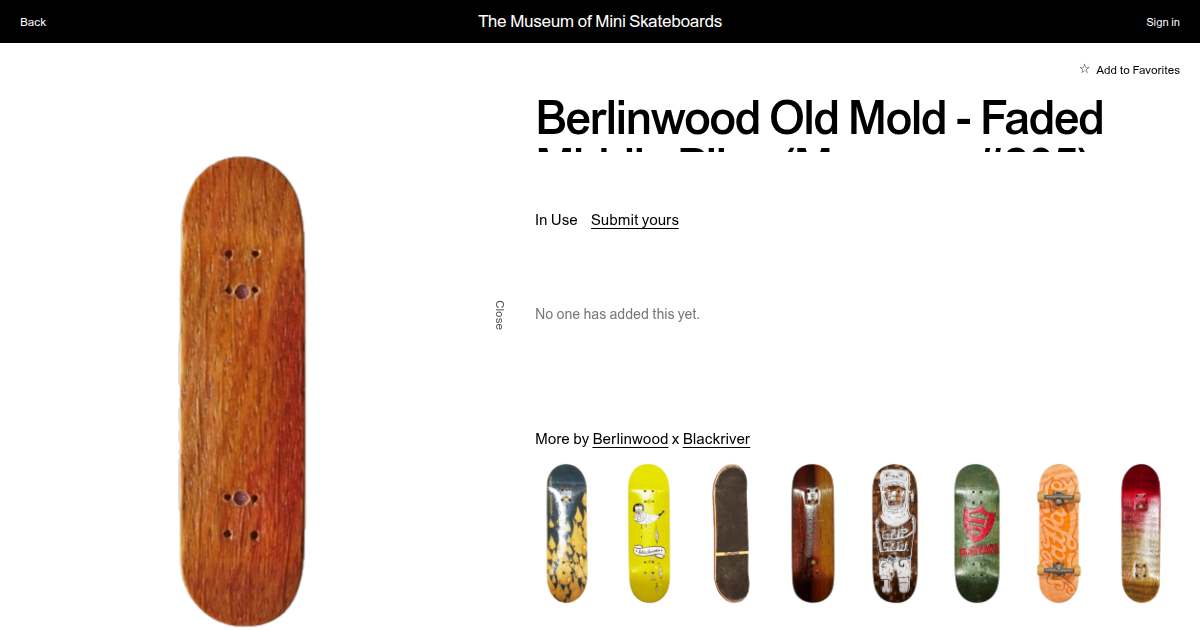 Back
The Museum of Mini Skateboards
Sign in
☆ Add to Favorites
Berlinwood Old Mold - Faded
In Use Submit yours
Close
No one has added this yet.
More by Berlinwood x Blackriver